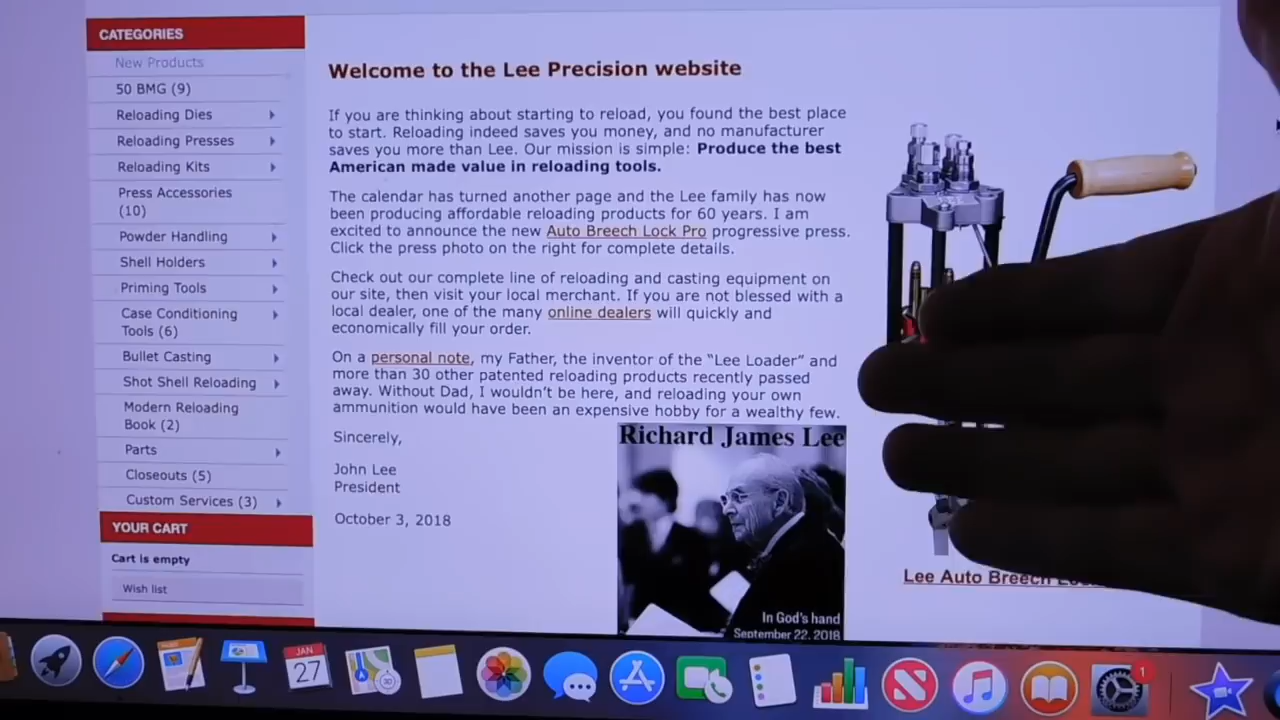 CATEGORIES
New Products
50 BMG (9)
Reloading Dies
Reloading Presses
Reloading Kits
Press Accessories
(10)
Powder Handling
Shell Holders
Priming Tools
Case Conditioning
Tools (6)
Bullet Casting
Shot Shell Reloading
Modern Reloading
Book (2)
Parts
Closeouts (5)
Custom Services (3)
YOUR CART
Cart is empty
Wish list
Welcome to the Lee Precision website
If you are thinking about starting to reload, you found the best place
to start. Reloading indeed saves you money, and no manufacturer
saves you more than Lee. Our mission is simple: Produce the best
American made value in reloading tools.
The calendar has turned another page and the Lee family has now
been producing affordable reloading products for 60 years. I am
excited to announce the new Auto Breech Lock Pro progressive press.
Click the press photo on the right for complete details.
Check out our complete line of reloading and casting equipment on
our site, then visit your local merchant. If you are not blessed with a
local dealer, one of the many online dealers will quickly and
economically fill your order.
On a personal note, my Father, the inventor of the “Lee Loader” and
more than 30 other patented reloading products recently passed
away. Without Dad, I wouldn’t be here, and reloading your own
ammunition would have been an expensive hobby for a wealthy few.
Sincerely,
John Lee
President
October 3, 2018
Richard James Lee
In God's hand
September 22, 2018
Lee Auto Breech
JAN
27
1